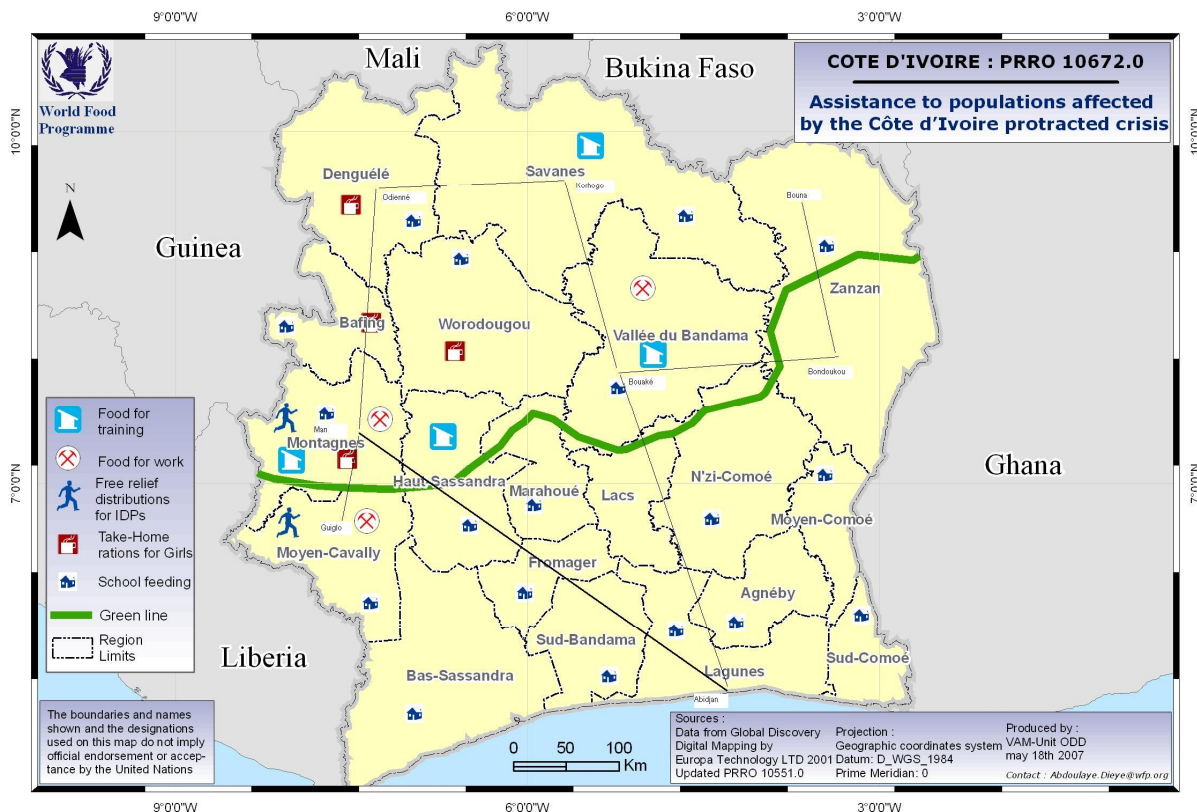 9°0'0"W
6°0'0"W
3°0'0"W
World Food
Programme
COTE D'IVOIRE : PRRO 10672.0
Assistance to populations affected
by the Côte d'Ivoire protracted crisis
10°0'0"N
10°0'0"N
N
Mali
Bukina Faso
Guinea
Ghana
Liberia
Denguélé
Odienné
Savanes
Korhogo
Bouna
Zanzan
Bafing
Worodougou
Vallée du Bandama
Bouaké
Bondoukou
Man
Montagnes
Haut-Sassandra
Marahoué
Lacs
N'zi-Comoé
Moyen-Comoé
Guiglo
Moyen-Cavally
Fromager
Agnéby
Sud-Bandama
Bas-Sassandra
Lagunes
Sud-Comoé
Abidjan
7°0'0"N
7°0'0"N
Food for
training
Food for work
Free relief
distributions
for IDPs
Take-Home
rations for Girls
School feeding
Green line
Region
Limits
The boundaries and names
shown and the designations
used on this map do not imply
official endorsement or accep-
tance by the United Nations
0 50 100
Km
Sources :
Data from Global Discovery
Digital Mapping by
Europa Technology LTD 2001
Updated PRRO 10551.0
Projection :
Geographic coordinates system
Datum: D_WGS_1984
Prime Meridian: 0
Produced by :
VAM-Unit ODD
may 18th 2007
Contact : Abdoulaye.Dieye@wfp.org
9°0'0"W
6°0'0"W
3°0'0"W